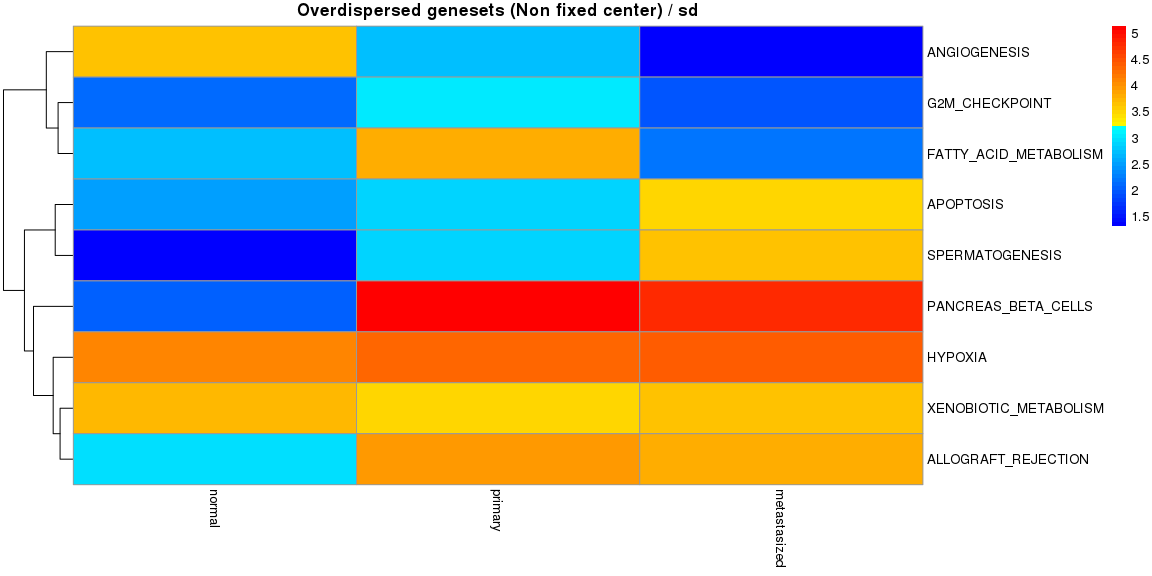 Overdispersed genesets (Non fixed center) / sd
ANGIOGENESIS
G2M_CHECKPOINT
FATTY_ACID_METABOLISM
APOPTOSIS
SPERMATOGENESIS
PANCREAS_BETA_CELLS
HYPOXIA
XENOBIOTIC_METABOLISM
ALLOGRAFT_REJECTION
5
4.5
4
3.5
3
2.5
2
1.5
normal
primary
metastasized